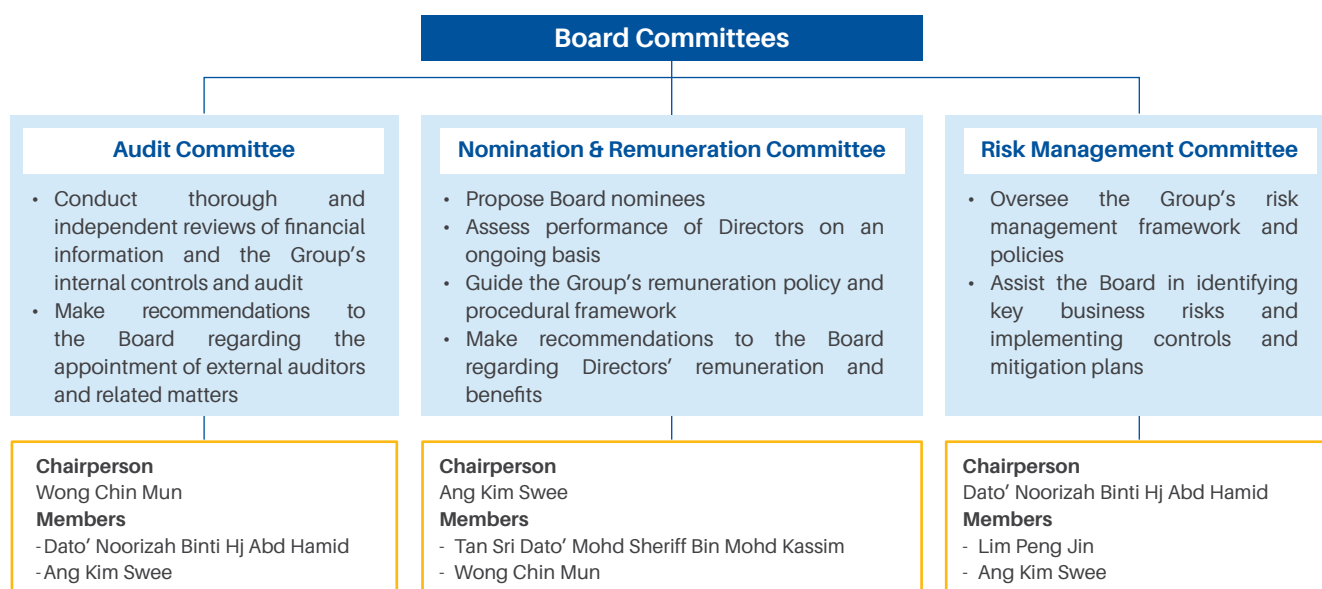 Board Committees
Audit Committee
• Conduct thorough and
independent reviews of financial
information and the Group's
internal controls and audit
• Make recommendations to
the Board regarding the
appointment of external auditors
and related matters
Chairperson
Wong Chin Mun
Members
- Dato' Noorizah Binti Hj Abd Hamid
- Ang Kim Swee
Nomination & Remuneration Committee
• Propose Board nominees
• Assess performance of Directors on an
ongoing basis
• Guide the Group's remuneration policy and
procedural framework
• Make recommendations to the Board
regarding Directors' remuneration and
benefits
Chairperson
Ang Kim Swee
Members
- Tan Sri Dato' Mohd Sheriff Bin Mohd Kassim
- Wong Chin Mun
Risk Management Committee
• Oversee the Group's risk
management framework and
policies
• Assist the Board in identifying
key business risks and
implementing controls and
mitigation plans
Chairperson
Dato' Noorizah Binti Hj Abd Hamid
Members
- Lim Peng Jin
- Ang Kim Swee